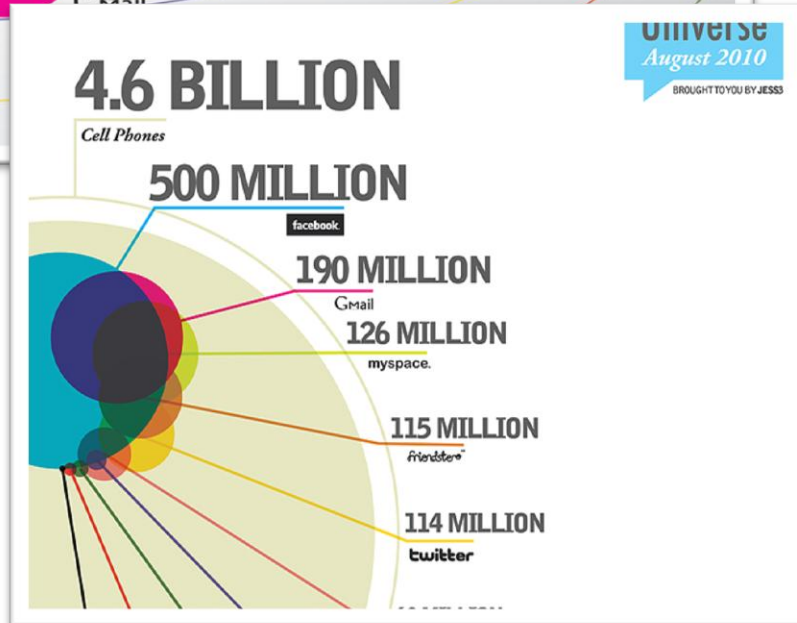 Universe
August 2010
BROUGHT TO YOU BY JESS3
4.6 BILLION
Cell Phones
500 MILLION
facebook.
190 MILLION
Gmail
126 MILLION
myspace.
115 MILLION
friendster™
114 MILLION
twitter